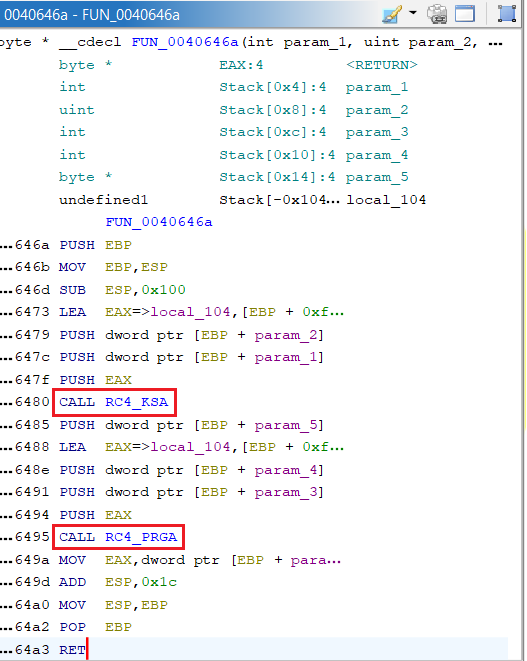 0040646a - FUN_0040646a
byte * __cdecl FUN_0040646a(int param_1, uint param_2, ...
byte * EAX:4 <RETURN>
int Stack[0x4]:4 param_1
uint Stack[0x8]:4 param_2
int Stack[0xc]:4 param_3
int Stack[0x10]:4 param_4
byte * Stack[0x14]:4 param_5
undefined1 Stack[-0x104... local_104
FUN_0040646a
...646a PUSH EBP
...646b MOV EBP,ESP
...646d SUB ESP,0x100
...6473 LEA EAX=>local_104,[EBP + 0xf...
...6479 PUSH dword ptr [EBP + param_2]
...647c PUSH dword ptr [EBP + param_1]
...647f PUSH EAX
...6480 CALL RC4_KSA
...6485 PUSH dword ptr [EBP + param_5]
...6488 LEA EAX=>local_104,[EBP + 0xf...
...648e PUSH dword ptr [EBP + param_4]
...6491 PUSH dword ptr [EBP + param_3]
...6494 PUSH EAX
...6495 CALL RC4_PRGA
...649a MOV EAX,dword ptr [EBP + para...
...649d ADD ESP,0x1c
...64a0 MOV ESP,EBP
...64a2 POP EBP
...64a3 RET